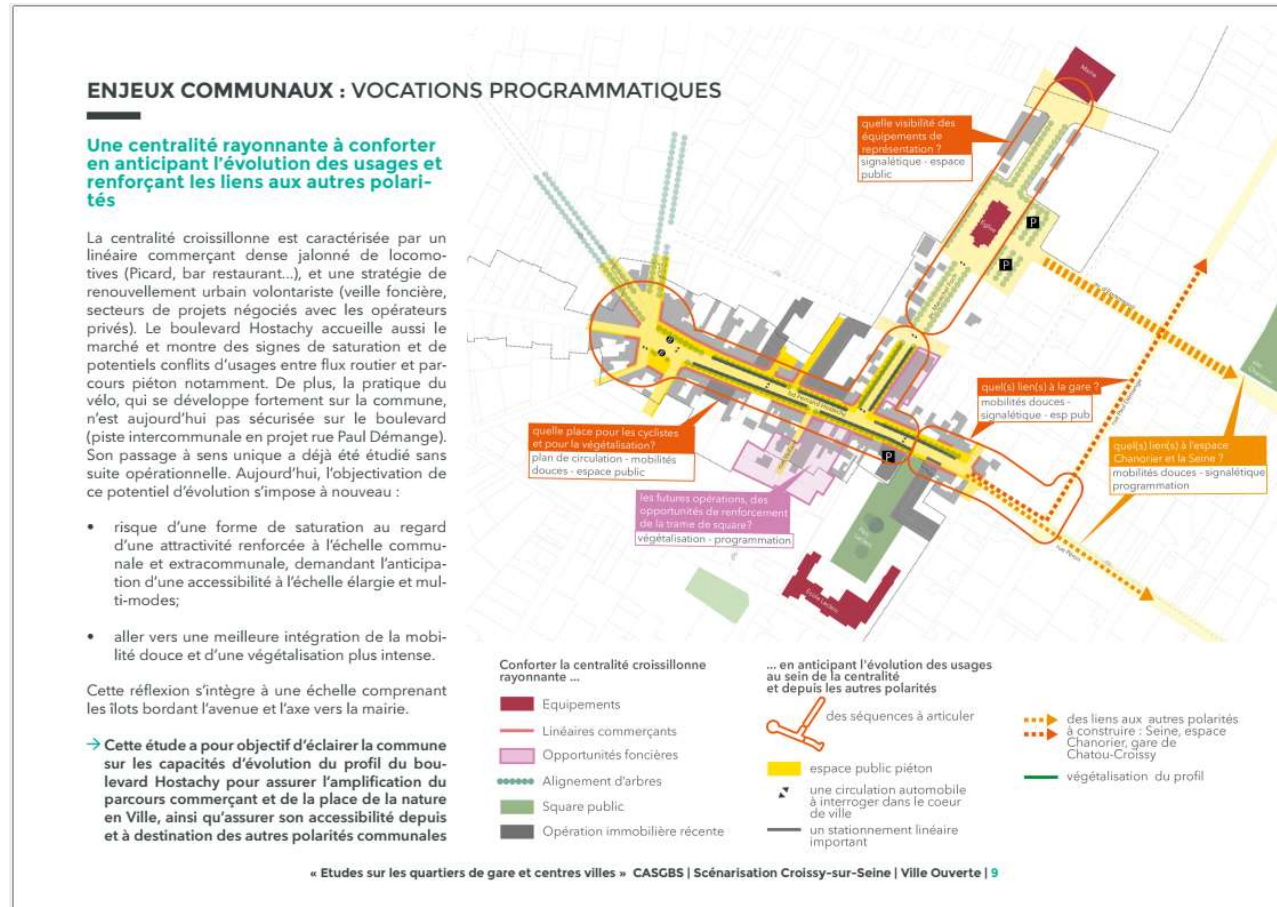 ENJEUX COMMUNAUX : VOCATIONS PROGRAMMATIQUES
Une centralité rayonnante à conforter
en anticipant l'évolution des usages et
renforçant les liens aux autres polari-
tés
La centralité croissillonne est caractérisée par un
linéaire commerçant dense jalonné de locomo-
tives (Picard, bar restaurant...), et une stratégie de
renouvellement urbain volontariste (veille foncière,
secteurs de projets négociés avec les opérateurs
privés). Le boulevard Hostachy accueille aussi le
marché et montre des signes de saturation et de
potentiels conflits d'usages entre flux routier et par-
cours piéton notamment. De plus, la pratique du
vélo, qui se développe fortement sur la commune,
n'est aujourd'hui pas sécurisée sur le boulevard
(piste intercommunale en projet rue Paul Démange).
Son passage à sens unique a déjà été étudié sans
suite opérationnelle. Aujourd'hui, l'objectivation de
ce potentiel d'évolution s'impose à nouveau :
• risque d'une forme de saturation au regard
d'une attractivité renforcée à l'échelle commu-
nale et extracommunale, demandant l'anticipa-
tion d'une accessibilité à l'échelle élargie et mul-
ti-modes;
• aller vers une meilleure intégration de la mobi-
lité douce et d'une végétalisation plus intense.
Cette réflexion s'intègre à une échelle comprenant
les îlots bordant l'avenue et l'axe vers la mairie.
→ Cette étude a pour objectif d'éclairer la commune
sur les capacités d'évolution du profil du bou-
levard Hostachy pour assurer l'amplification du
parcours commerçant et de la place de la nature
en Ville, ainsi qu'assurer son accessibilité depuis
et à destination des autres polarités communales
Mairie
quelle visibilité des
équipements de
représentation ?
signalétique - espace
public
Eglise
P
P
quel(s) lien(s) à la gare ?
mobilités douces -
signalétique - esp pub
rue Paul Demange
quel(s) lien(s) à l'espace
Chanorier et la Seine ?
mobilités douces - signalétique
programmation
quelle place pour les cyclistes
et pour la végétalisation?
plan de circulation - mobilités
douces - espace public
P
les futures opérations, des
opportunités de renforcement
de la trame de square?
végétalisation - programmation
Parc Leclerc
Ecole Leclerc
Conforter la centralité croissillonne
rayonnante ...
Equipements
Linéaires commerçants
Opportunités foncières
Alignement d'arbres
Square public
Opération immobilière récente
... en anticipant l'évolution des usages
au sein de la centralité
et depuis les autres polarités
des séquences à articuler
espace public piéton
une circulation automobile
à interroger dans le coeur
de ville
un stationnement linéaire
important
des liens aux autres polarités
à construire : Seine, espace
Chanorier, gare de
Chatou-Croissy
végétalisation du profil
« Etudes sur les quartiers de gare et centres villes » CASGBS | Scénarisation Croissy-sur-Seine | Ville Ouverte | 9